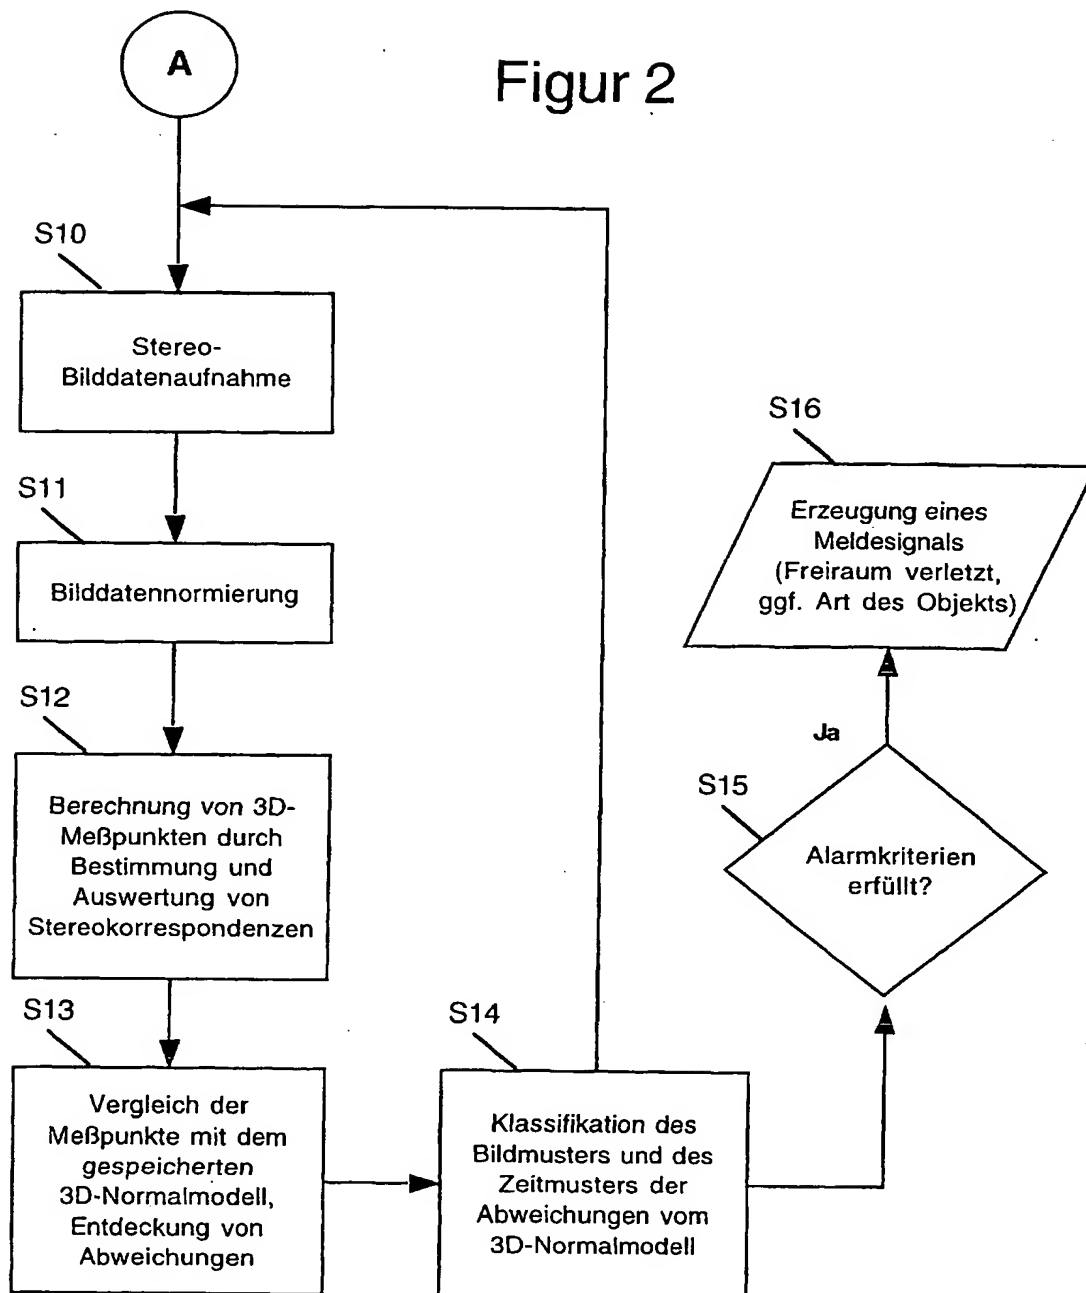 A
Figur 2
S10
Stereo-
Bilddatenaufnahme
S11
Bilddatennormierung
S12
Berechnung von 3D-
Meßpunkten durch
Bestimmung und
Auswertung von
Stereokorrespondenzen
S13
Vergleich der
Meßpunkte mit dem
gespeicherten
3D-Normalmodell,
Entdeckung von
Abweichungen
S14
Klassifikation des
Bildmusters und des
Zeitmusters der
Abweichungen vom
3D-Normalmodell
S15
Alarmkriterien
erfüllt?
Ja
S16
Erzeugung eines
Meldesignals
(Freiraum verletzt,
ggf. Art des Objekts)